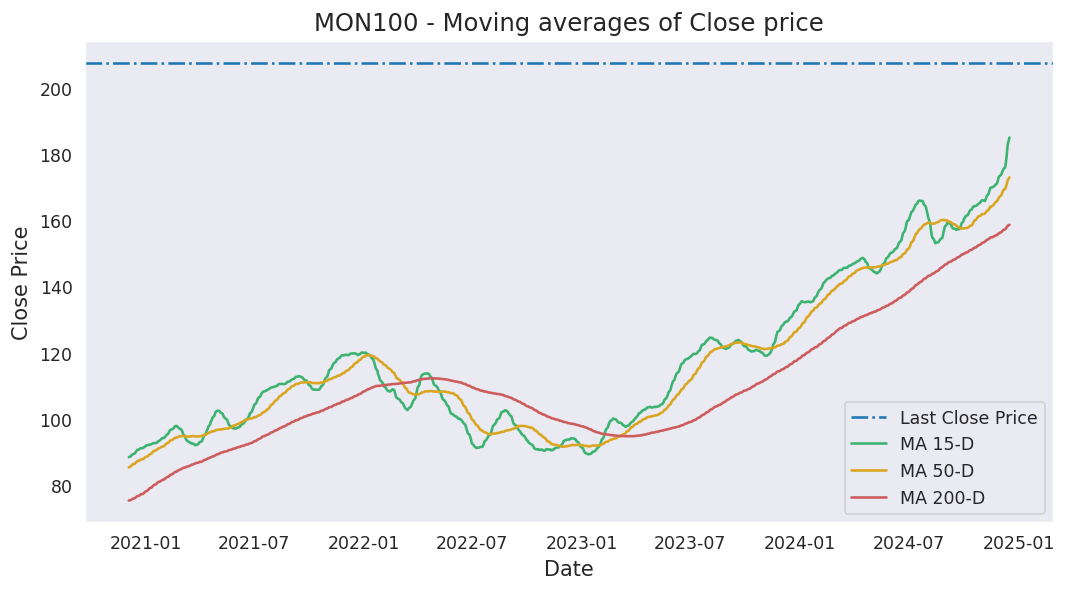 MON100 - Moving averages of Close price
Close Price
200
180
160
140
120
100
80
2021-01
2021-07
2022-01
2022-07
2023-01
2023-07
2024-01
2024-07
2025-01
Date
Last Close Price
MA 15-D
MA 50-D
MA 200-D